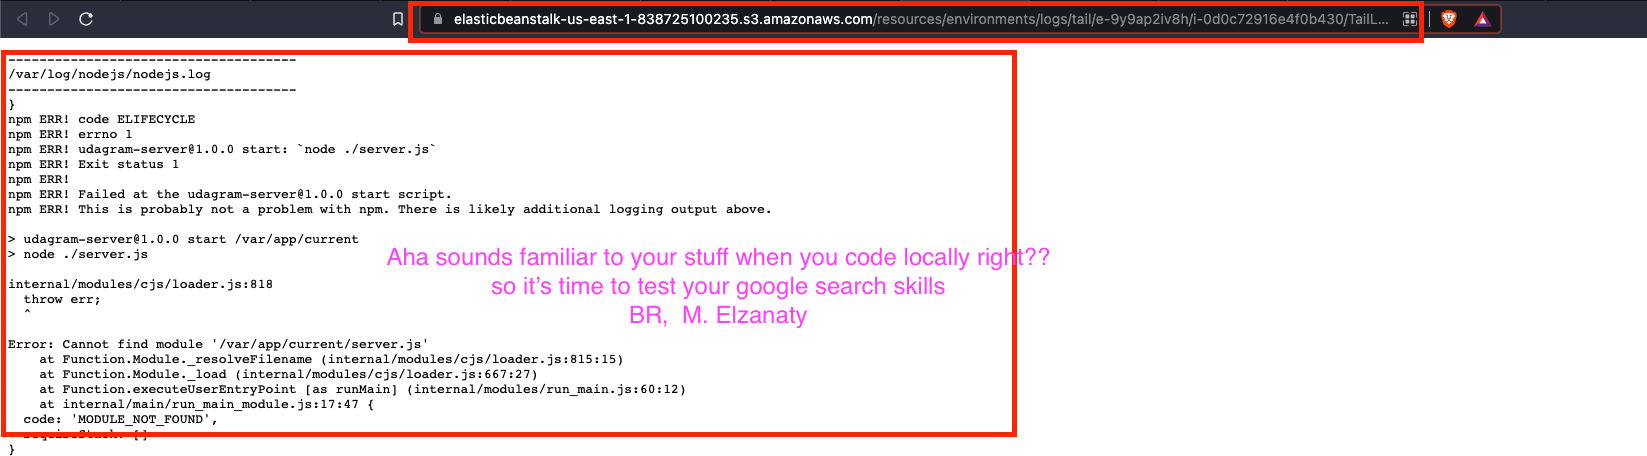 elasticbeanstalk-us-east-1-838725100235.s3.amazonaws.com/resources/environments/logs/tail/e-9y9ap2iv8h/i-0d0c72916e4f0b430/TailL...
------------------------------------
/var/log/nodejs/nodejs.log
------------------------------------
}
npm ERR! code ELIFECYCLE
npm ERR! errno 1
npm ERR! udagram-server@1.0.0 start: `node ./server.js`
npm ERR! Exit status 1
npm ERR!
npm ERR! Failed at the udagram-server@1.0.0 start script.
npm ERR! This is probably not a problem with npm. There is likely additional logging output above.
> udagram-server@1.0.0 start /var/app/current
> node ./server.js
Aha sounds familiar to your stuff when you code locally right??
so it's time to test your google search skills
BR, M. Elzanaty
internal/modules/cjs/loader.js:818
throw err;
^
Error: Cannot find module '/var/app/current/server.js'
at Function.Module._resolveFilename (internal/modules/cjs/loader.js:815:15)
at Function.Module._load (internal/modules/cjs/loader.js:667:27)
at Function.executeUserEntryPoint [as runMain] (internal/modules/run_main.js:60:12)
at internal/main/run_main_module.js:17:47 {
code: 'MODULE_NOT_FOUND',
requireStack: []
}